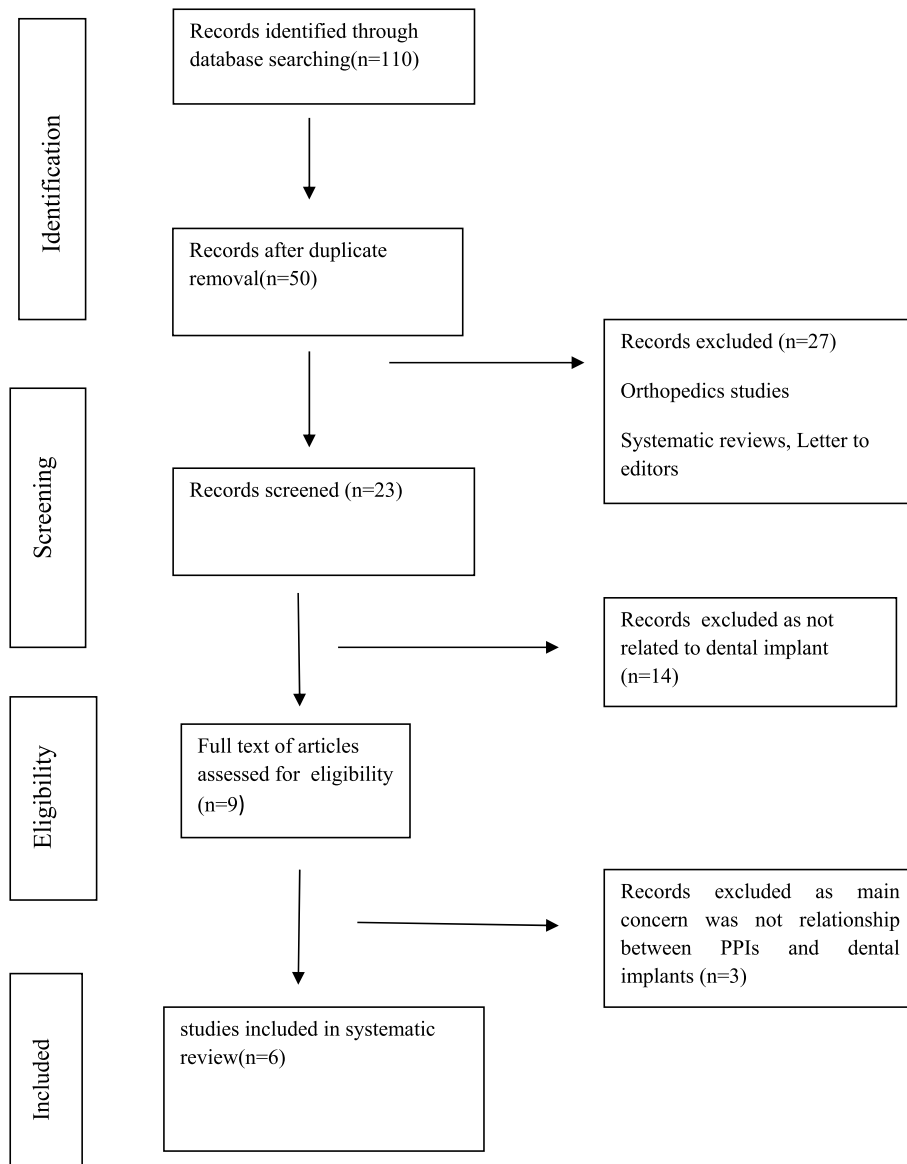 Identification
Records identified through
database searching(n=110)
Records after duplicate
removal(n=50)
Records excluded (n=27)
Orthopedics studies
Systematic reviews, Letter to
editors
Screening
Records screened (n=23)
Records excluded as not
related to dental implant
(n=14)
Eligibility
Full text of articles
assessed for eligibility
(n=9)
Records excluded as main
concern was not relationship
between PPIs and dental
implants (n=3)
Included
studies included in systematic
review(n=6)